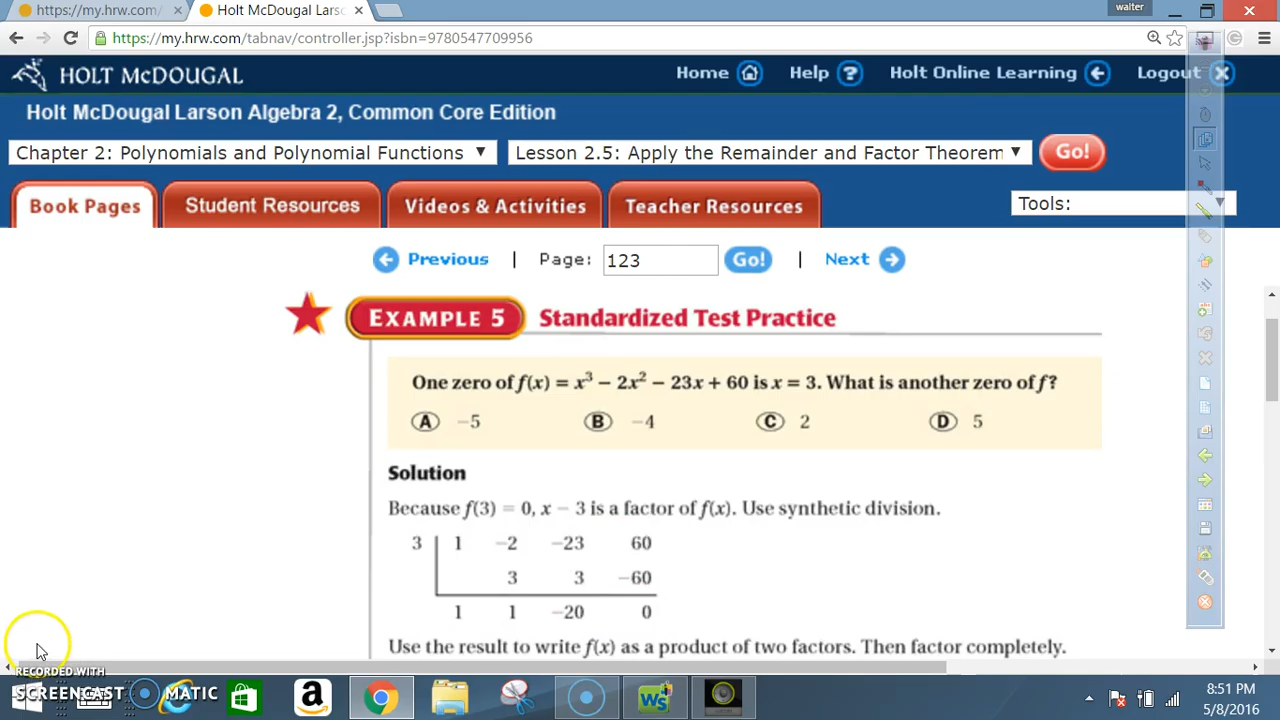 https://my.hrw.com/
Holt McDougal Lars
walter
https://my.hrw.com/tabnav/controller.jsp?isbn=9780547709956
HOLT McDOUGAL
Home
Help ?
Holt Online Learning
Logout X
Holt McDougal Larson Algebra 2, Common Core Edition
Chapter 2: Polynomials and Polynomial Functions
Lesson 2.5: Apply the Remainder and Factor Theorem
Go!
Book Pages
Student Resources
Videos & Activities
Teacher Resources
Tools:
Previous | Page: 123 Go! | Next
EXAMPLE 5 Standardized Test Practice
One zero of f(x) = x³ − 2x² − 23x + 60 is x = 3. What is another zero of f?
A −5 B −4 C 2 D 5
Solution
Because f(3) = 0, x − 3 is a factor of f(x). Use synthetic division.
3 1 −2 −23 60
3 3 −60
1 1 −20 0
Use the result to write f(x) as a product of two factors. Then factor completely.
RECORDED WITH
SCREENCAST MATIC
a
WS
8:51 PM
5/8/2016